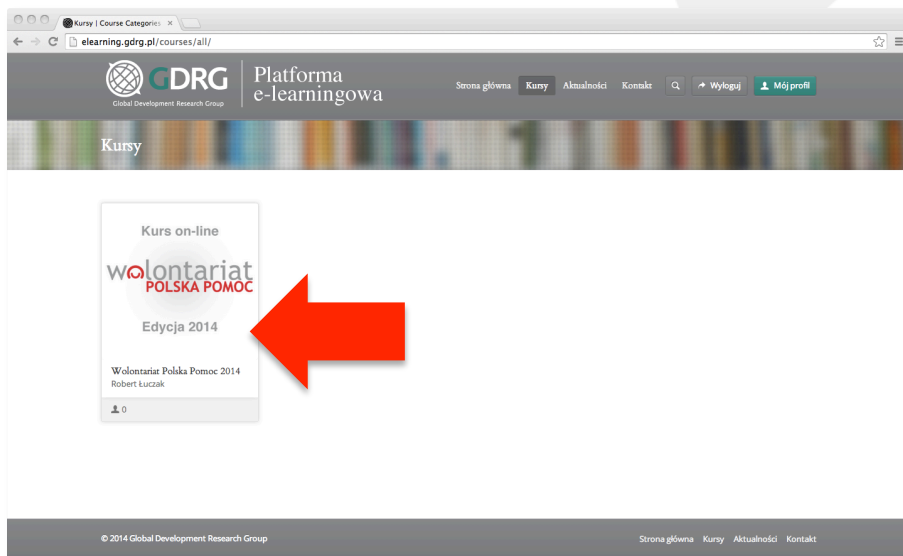 Kursy | Course Categories
elearning.gdrg.pl/courses/all/
GDRG
Global Development Research Group
Platforma
e-learningowa
Strona główna Kursy Aktualności Kontakt Wyloguj Mój profil
Kursy
Kurs on-line
wolontariat
POLSKA POMOC
Edycja 2014
Wolontariat Polska Pomoc 2014
Robert Łuczak
0
© 2014 Global Development Research Group
Strona główna Kursy Aktualności Kontakt